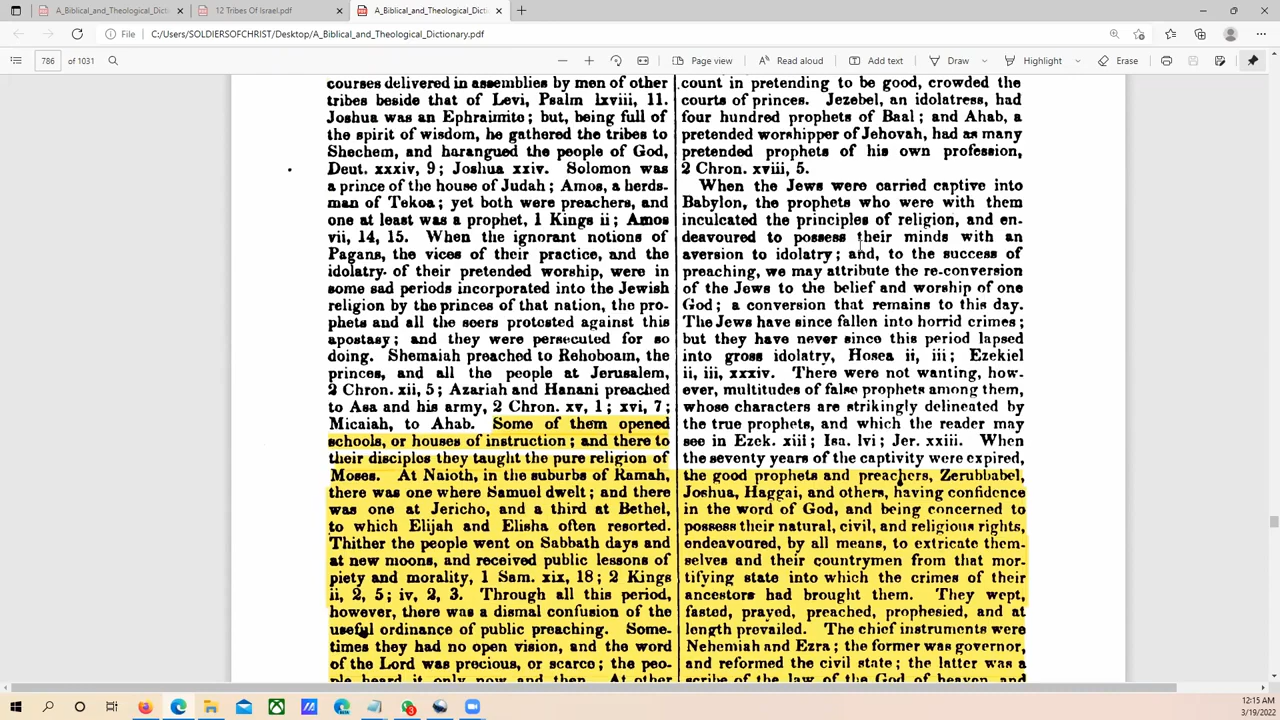 A_Biblical_and_Theological_Dictio
12 Tribes Of Israel.pdf
A_Biblical_and_Theological_Diction
File
C:/Users/SOLDIERSOFCHRIST/Desktop/A_Biblical_and_Theological_Dictionary.pdf
786 of 1031
Page view
Read aloud
Add text
Draw
Highlight
Erase
courses delivered in assemblies by men of other
tribes beside that of Levi, Psalm lxviii, 11.
Joshua was an Ephraimite; but, being full of
the spirit of wisdom, he gathered the tribes to
Shechem, and harangued the people of God,
Deut. xxxiv, 9; Joshua xxiv. Solomon was
a prince of the house of Judah; Amos, a herds-
man of Tekoa; yet both were preachers, and
one at least was a prophet, 1 Kings ii; Amos
vii, 14, 15. When the ignorant notions of
Pagans, the vices of their practice, and the
idolatry of their pretended worship, were in
some sad periods incorporated into the Jewish
religion by the princes of that nation, the pro-
phets and all the seers protested against this
apostasy; and they were persecuted for so
doing. Shemaiah preached to Rehoboam, the
princes, and all the people at Jerusalem,
2 Chron. xii, 5; Azariah and Hanani preached
to Asa and his army, 2 Chron. xv, 1; xvi, 7;
Micaiah, to Ahab. Some of them opened
schools, or houses of instruction; and there to
their disciples they taught the pure religion of
Moses. At Naioth, in the suburbs of Ramah,
there was one where Samuel dwelt; and there
was one at Jericho, and a third at Bethel,
to which Elijah and Elisha often resorted.
Thither the people went on Sabbath days and
at new moons, and received public lessons of
piety and morality, 1 Sam. xix, 18; 2 Kings
ii, 2, 5; iv, 2, 3. Through all this period,
however, there was a dismal confusion of the
useful ordinance of public preaching. Some-
times they had no open vision, and the word
of the Lord was precious, or scarce; the peo-
ple heard it only now and then. At other
count in pretending to be good, crowded the
courts of princes. Jezebel, an idolatress, had
four hundred prophets of Baal; and Ahab, a
pretended worshipper of Jehovah, had as many
pretended prophets of his own profession,
2 Chron. xviii, 5.
When the Jews were carried captive into
Babylon, the prophets who were with them
inculcated the principles of religion, and en-
deavoured to possess their minds with an
aversion to idolatry; and, to the success of
preaching, we may attribute the re-conversion
of the Jews to the belief and worship of one
God; a conversion that remains to this day.
The Jews have since fallen into horrid crimes;
but they have never since this period lapsed
into gross idolatry, Hosea ii, iii; Ezekiel
ii, iii, xxxiv. There were not wanting, how-
ever, multitudes of false prophets among them,
whose characters are strikingly delineated by
the true prophets, and which the reader may
see in Ezek. xiii; Isa. lvi; Jer. xxiii. When
the seventy years of the captivity were expired,
the good prophets and preachers, Zerubbabel,
Joshua, Haggai, and others, having confidence
in the word of God, and being concerned to
possess their natural, civil, and religious rights,
endeavoured, by all means, to extricate them-
selves and their countrymen from that mor-
tifying state into which the crimes of their
ancestors had brought them. They wept,
fasted, prayed, preached, prophesied, and at
length prevailed. The chief instruments were
Nehemiah and Ezra; the former was governor,
and reformed the civil state; the latter was a
scribe of the law of the God of heaven, and
12:15 AM
3/19/2022